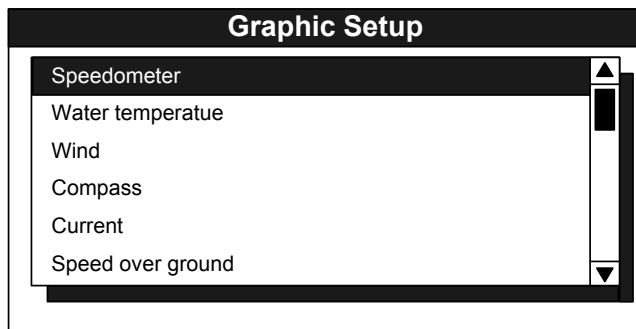 Graphic Setup
Speedometer
Water temperatue
Wind
Compass
Current
Speed over ground